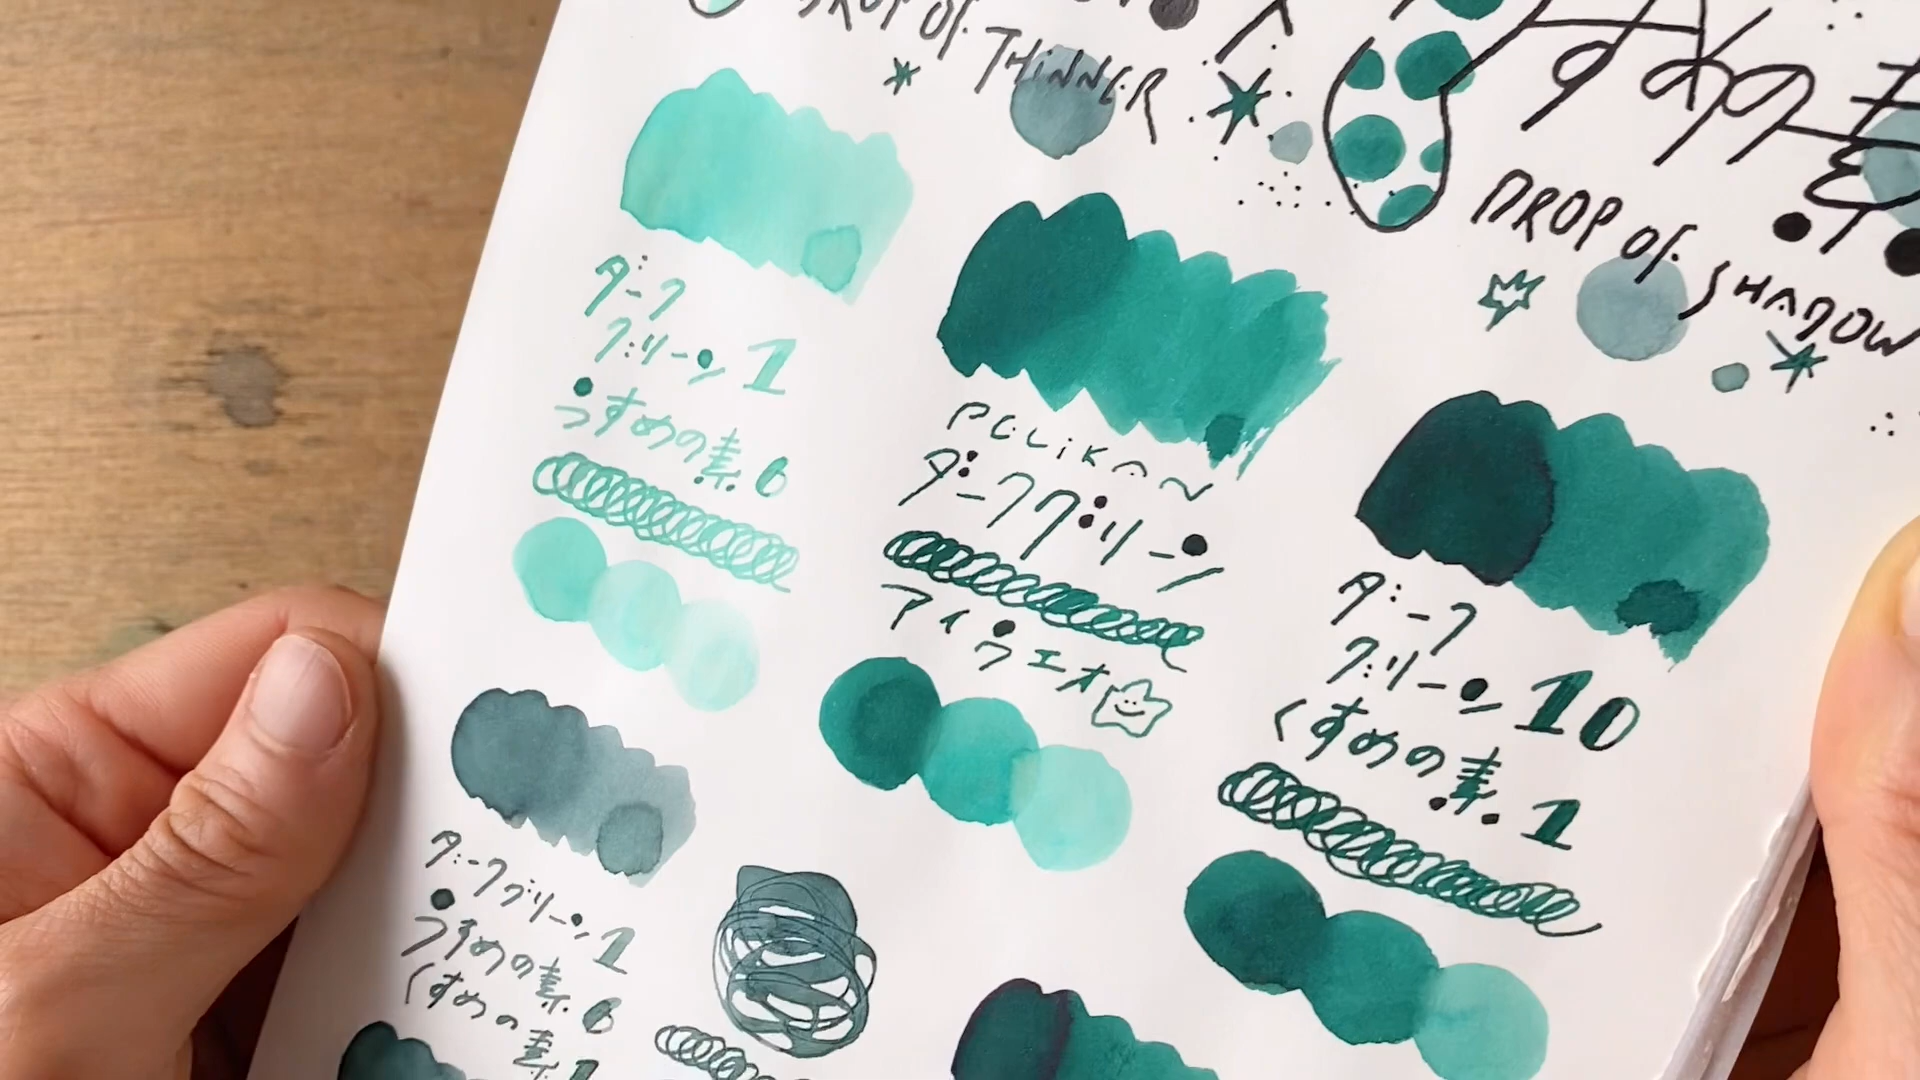 DROP OF THINNER
すめの素
DROP OF SHADOW
ダーク
グリーン 1
うすめの素 6
PELIKAN
ダークグリーン
アイウエオ
ダーク
グリーン 10
くすめの素 1
ダークグリーン 1
うすめの素 6
くすめの素 1